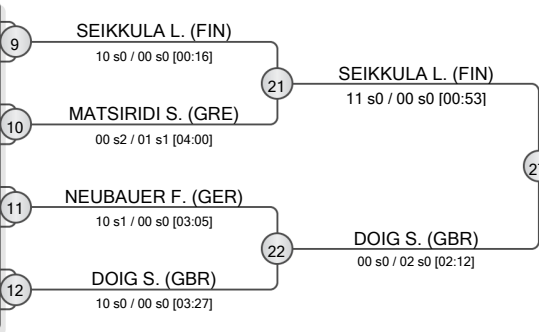 SEIKKULA L. (FIN)
9
10 s0 / 00 s0 [00:16]
SEIKKULA L. (FIN)
21
11 s0 / 00 s0 [00:53]
MATSIRIDI S. (GRE)
10
00 s2 / 01 s1 [04:00]
27
NEUBAUER F. (GER)
11
10 s1 / 00 s0 [03:05]
DOIG S. (GBR)
22
00 s0 / 02 s0 [02:12]
DOIG S. (GBR)
12
10 s0 / 00 s0 [03:27]